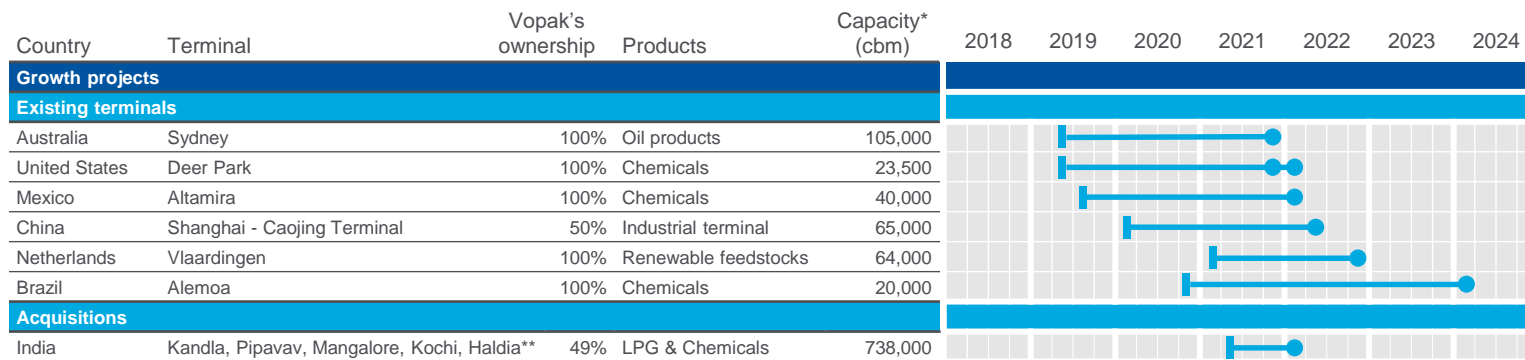 Country Terminal Vopak's ownership Products Capacity* (cbm) 2018 2019 2020 2021 2022 2023 2024
Growth projects
Existing terminals
Australia Sydney 100% Oil products 105,000
United States Deer Park 100% Chemicals 23,500
Mexico Altamira 100% Chemicals 40,000
China Shanghai - Caojing Terminal 50% Industrial terminal 65,000
Netherlands Vlaardingen 100% Renewable feedstocks 64,000
Brazil Alemoa 100% Chemicals 20,000
Acquisitions
India Kandla, Pipavav, Mangalore, Kochi, Haldia** 49% LPG & Chemicals 738,000